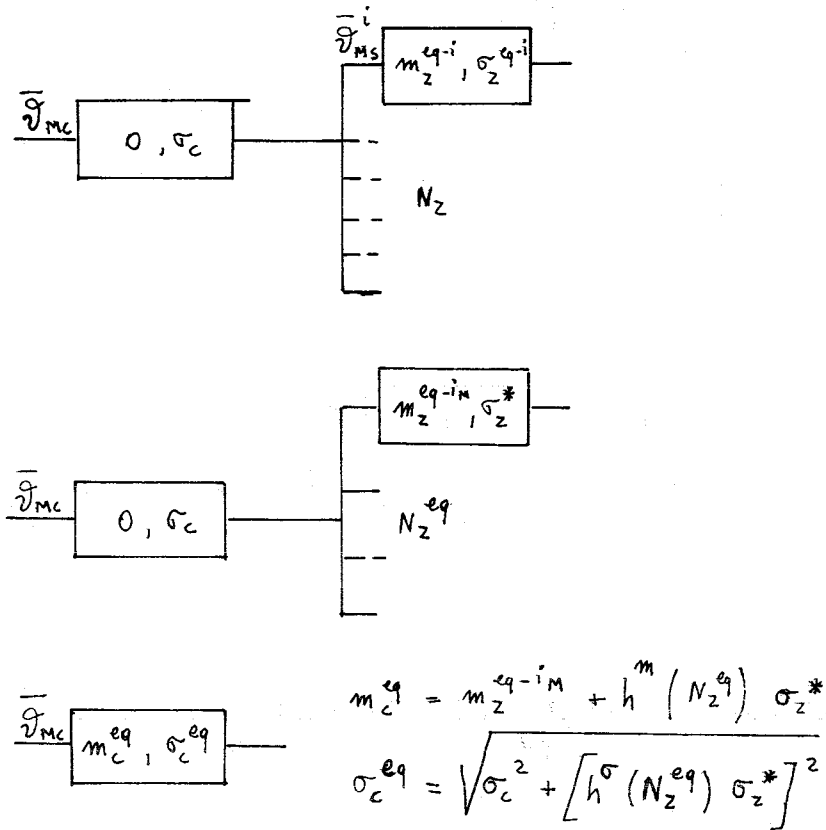 ϑ̄_MS^i
m_z^eq-i, σ_z^eq-i
ϑ̄_MC
0, σ_c
N_z
m_z^eq-i_M, σ_z^*
ϑ̄_MC
0, σ_c
N_z^eq
ϑ̄_MC
m_c^eq, σ_c^eq
m_c^eq = m_z^eq-i_M + h^m (N_z^eq) σ_z^*
σ_c^eq = √σ_c^2 + [h^σ (N_z^eq) σ_z^*]^2